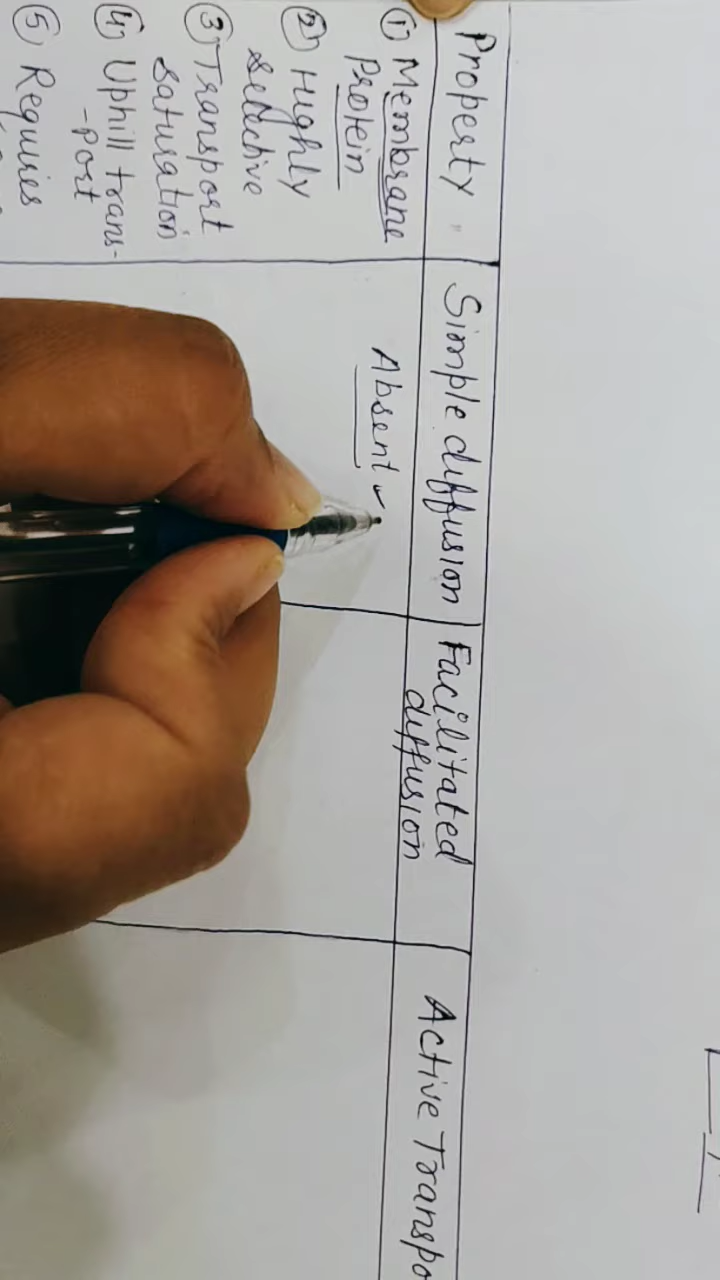 Property
Simple diffusion
Facilitated
diffusion
Active Transpo
① Membrane
Protein
Absent
② Highly
selective
③ Transport
saturation
④ Uphill trans-
-port
⑤ Requires